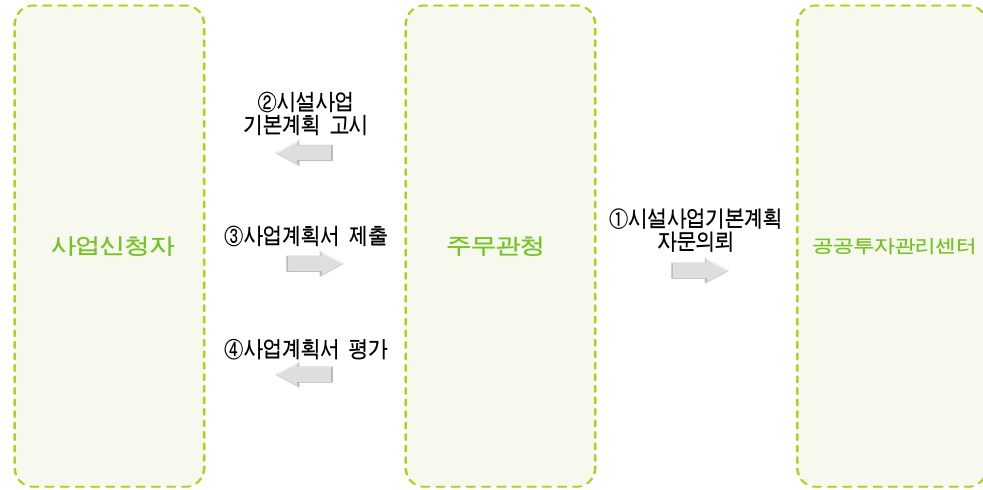 ②시설사업
기본계획 고시
③사업계획서 제출
④사업계획서 평가
①시설사업기본계획
자문의뢰
사업신청자
주무관청
공공투자관리센터